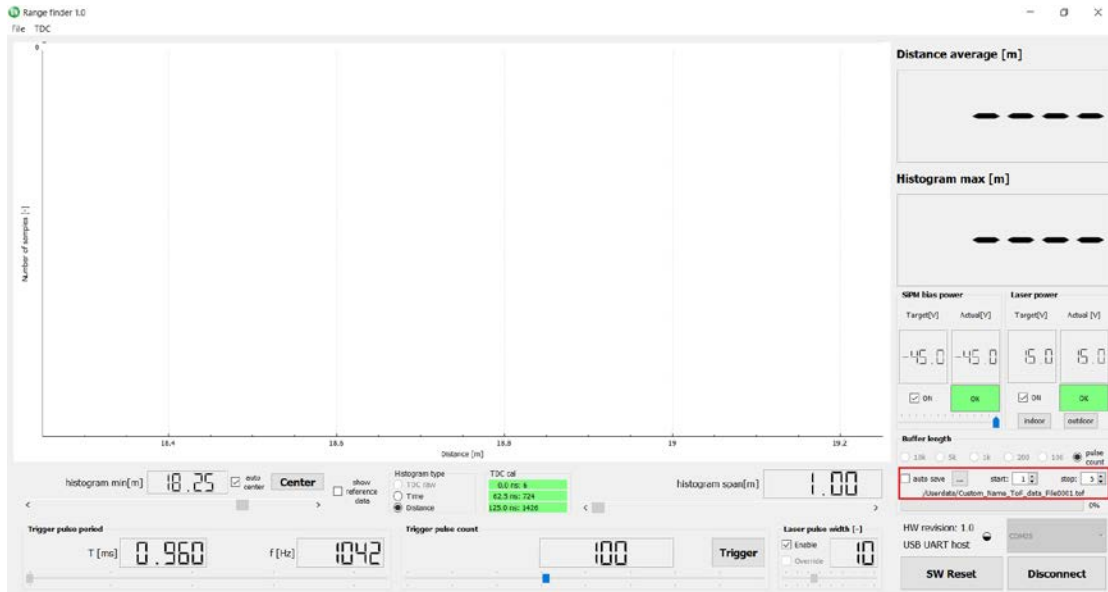 Range finder 1.0
File TDC
Distance average [m]
0
----
Histogram max [m]
----
Number of samples [-]
18.4 18.6 18.8 19 19.2
Distance [m]
SiPM bias power
Target[V] Actual[V]
-45.0 -45.0
ON OK
Laser power
Target[V] Actual [V]
15.0 15.0
ON OK
indoor outdoor
Buffer length
10k 5k 1k 200 100 pulse count
auto save ... start: 1 stop: 5
/Userdata/Custom_Name_ToF_data_File0001.tof
0%
histogram min[m] 18.25 auto center Center
show reference data
Histogram type
TDC raw
Time
Distance
TDC cal
0.0 ns: 6
62.5 ns: 724
125.0 ns: 1426
histogram span[m] 1.00
Trigger pulse period
T [ms] 0.960 f [Hz] 1042
Trigger pulse count
100 Trigger
Laser pulse width [-]
Enable
Override
10
HW revision: 1.0
USB UART host
SW Reset Disconnect